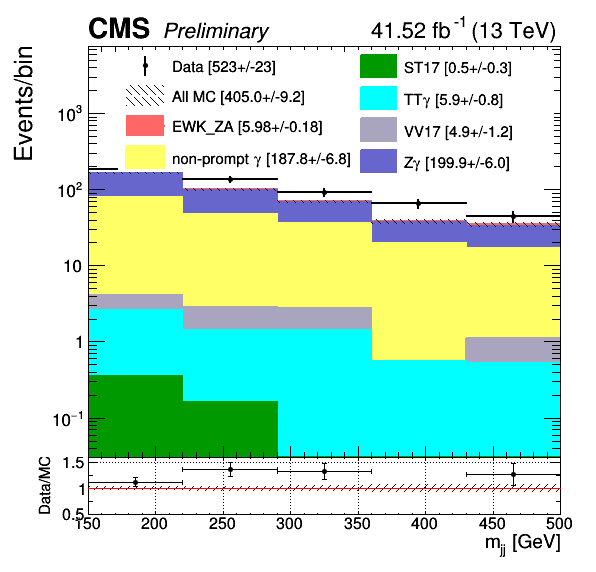 CMS Preliminary 41.52 fb⁻¹ (13 TeV)
Events/bin
Data [523+/-23]
All MC [405.0+/-9.2]
EWK_ZA [5.98+/-0.18]
non-prompt γ [187.8+/-6.8]
ST17 [0.5+/-0.3]
TTγ [5.9+/-0.8]
VV17 [4.9+/-1.2]
Zγ [199.9+/-6.0]
10³
10²
10
1
10⁻¹
Data/MC
1.5
1
0.5
150 200 250 300 350 400 450 500
m_jj [GeV]